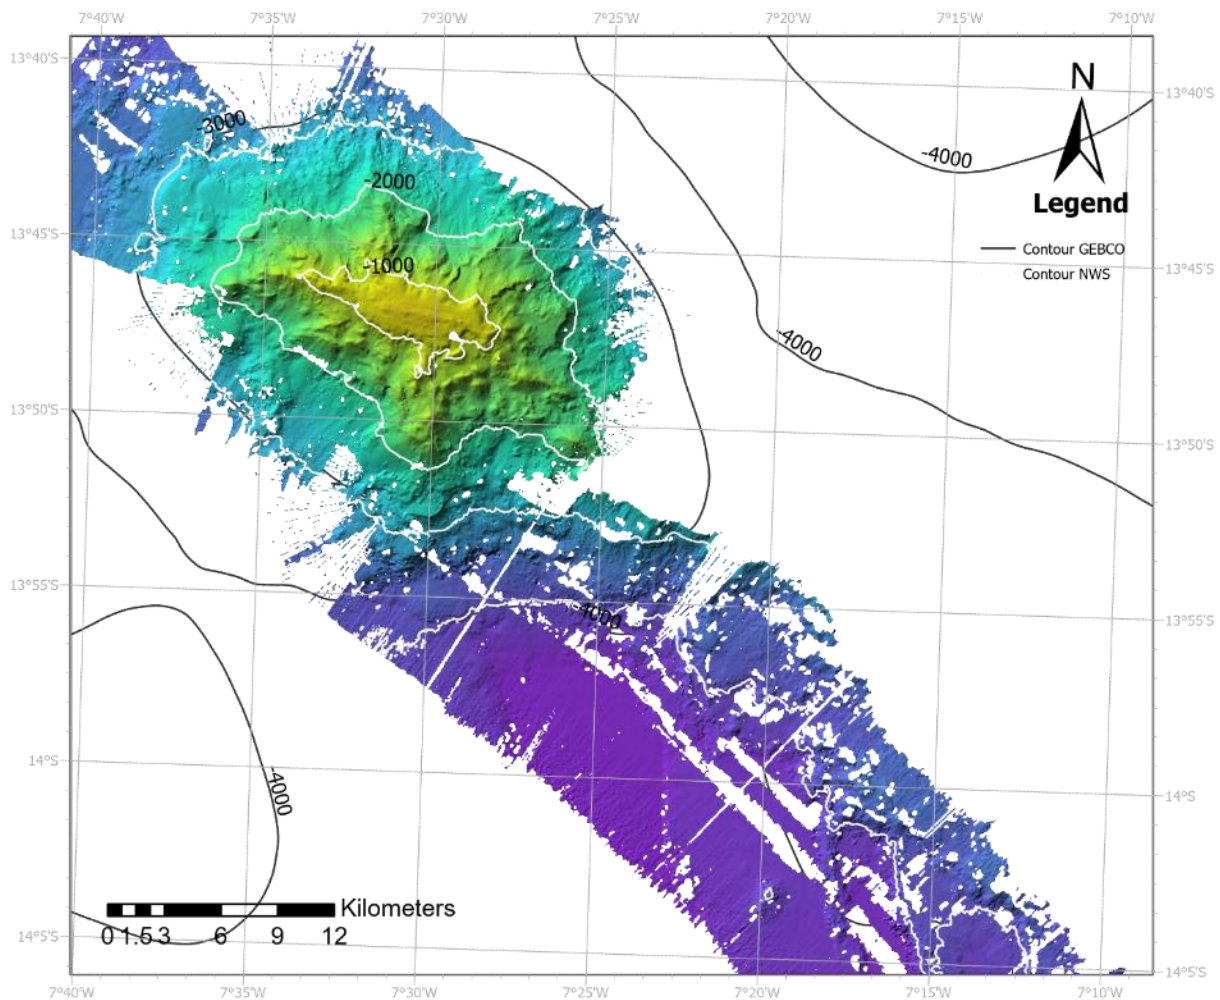 7°40'W 7°35'W 7°30'W 7°25'W 7°20'W 7°15'W 7°10'W
13°40'S
13°40'S
N
-3000
-4000
-2000
Legend
13°45'S
Contour GEBCO
13°45'S
-1000
Contour NWS
-4000
13°50'S
13°50'S
13°55'S
-4000
13°55'S
14°S
-4000
14°S
Kilometers
0 1.5 3 6 9 12
14°5'S
14°5'S
7°40'W 7°35'W 7°30'W 7°25'W 7°20'W 7°15'W 7°10'W